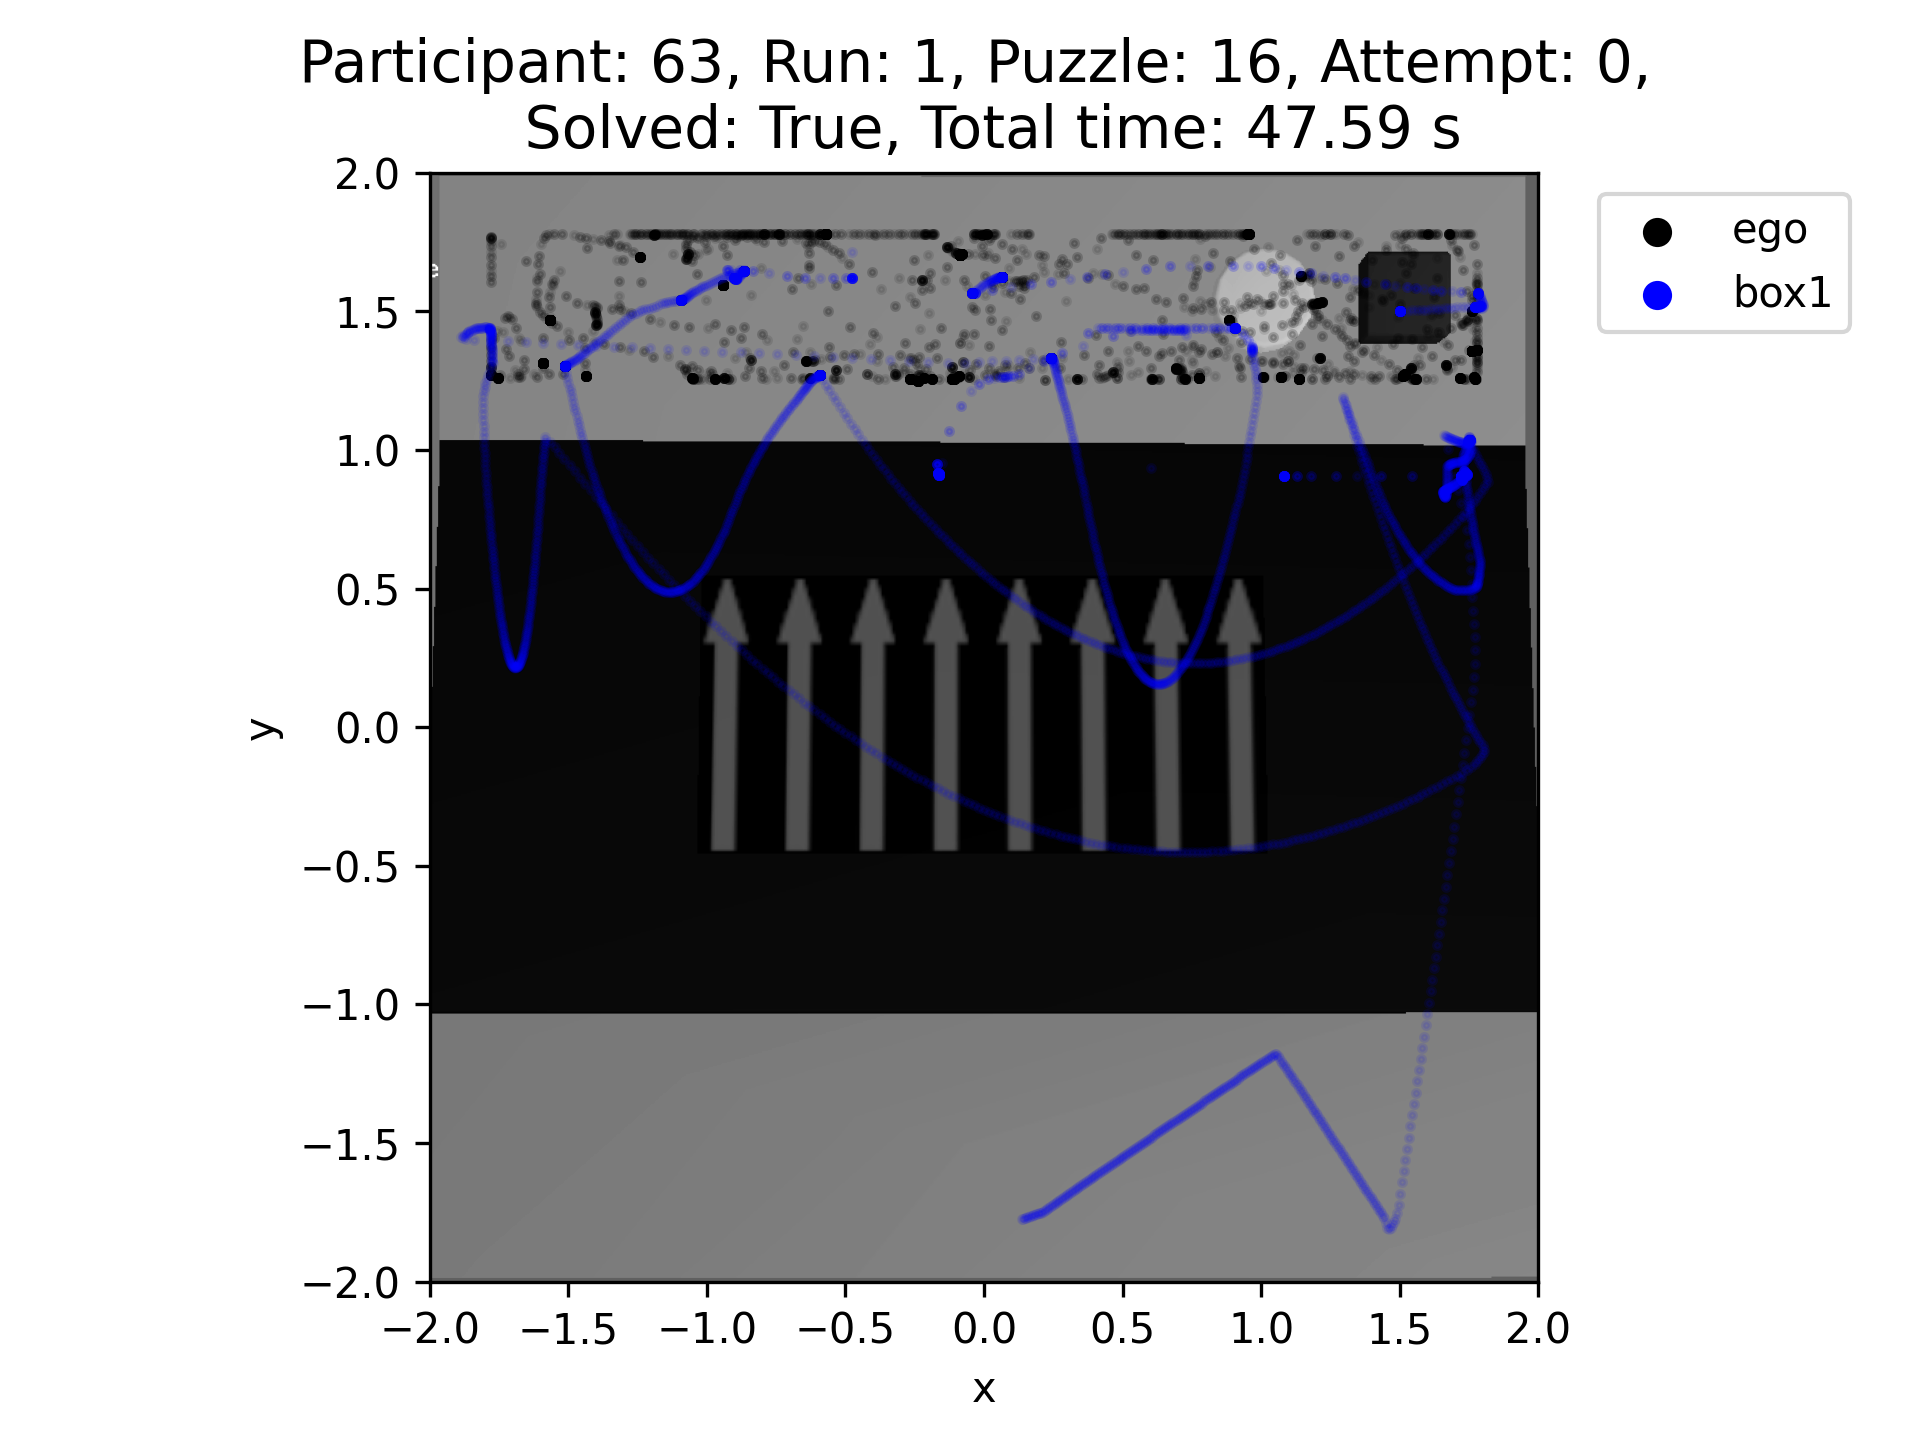 Participant: 63, Run: 1, Puzzle: 16, Attempt: 0,
Solved: True, Total time: 47.59 s
ego
box1
2.0
1.5
1.0
0.5
0.0
−0.5
−1.0
−1.5
−2.0
y
−2.0 −1.5 −1.0 −0.5 0.0 0.5 1.0 1.5 2.0
x